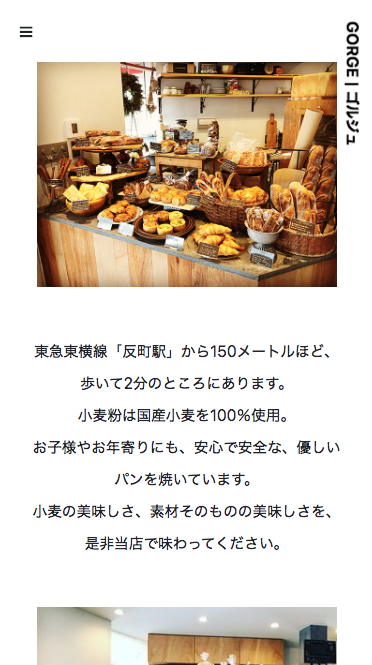 GORGE | ゴルジュ
東急東横線「反町駅」から150メートルほど、
歩いて2分のところにあります。
小麦粉は国産小麦を100%使用。
お子様やお年寄りにも、安心で安全な、優しい
パンを焼いています。
小麦の美味しさ、素材そのものの美味しさを、
是非当店で味わってください。